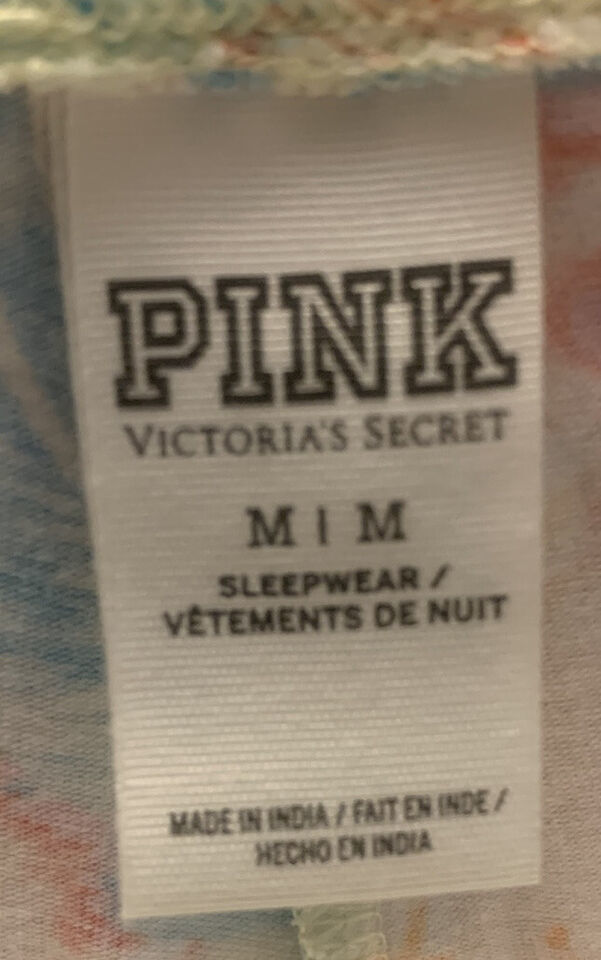 PINK
VICTORIA'S SECRET
M | M
SLEEPWEAR /
VÊTEMENTS DE NUIT
MADE IN INDIA / FAIT EN INDE /
HECHO EN INDIA